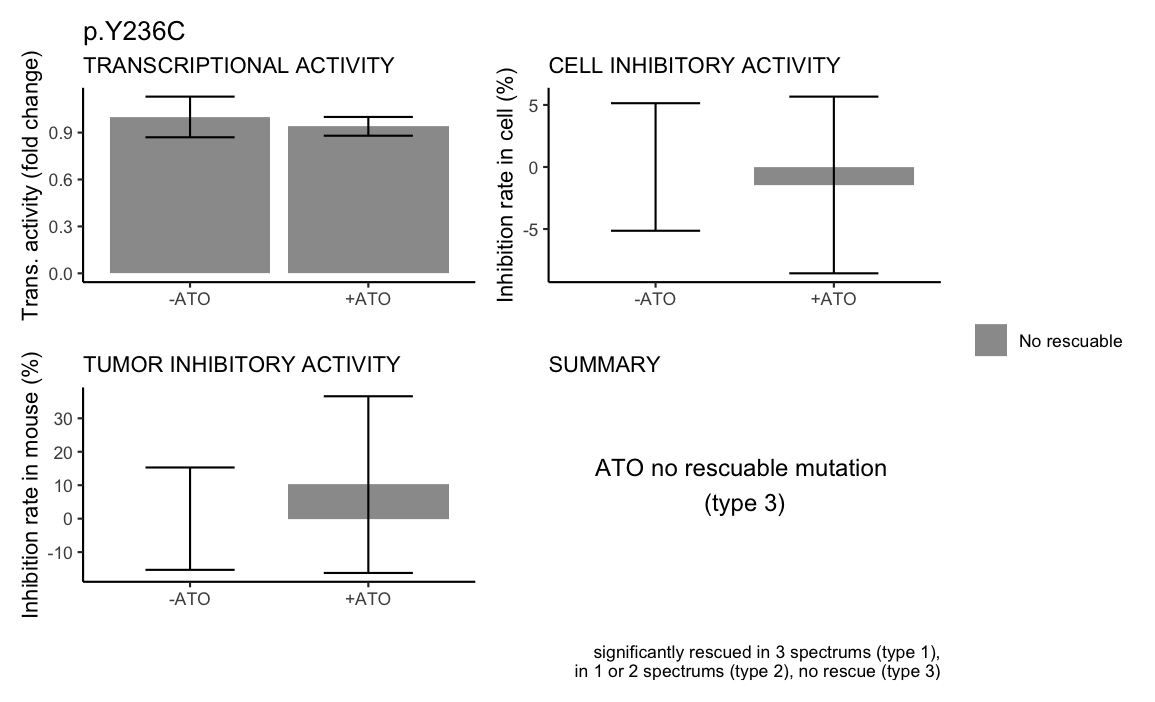 p.Y236C
TRANSCRIPTIONAL ACTIVITY
Trans. activity (fold change)
0.9
0.6
0.3
0.0
-ATO
+ATO
CELL INHIBITORY ACTIVITY
Inhibition rate in cell (%)
5
0
-5
-ATO
+ATO
No rescuable
TUMOR INHIBITORY ACTIVITY
Inhibition rate in mouse (%)
30
20
10
0
-10
-ATO
+ATO
SUMMARY
ATO no rescuable mutation
(type 3)
significantly rescued in 3 spectrums (type 1),
in 1 or 2 spectrums (type 2), no rescue (type 3)